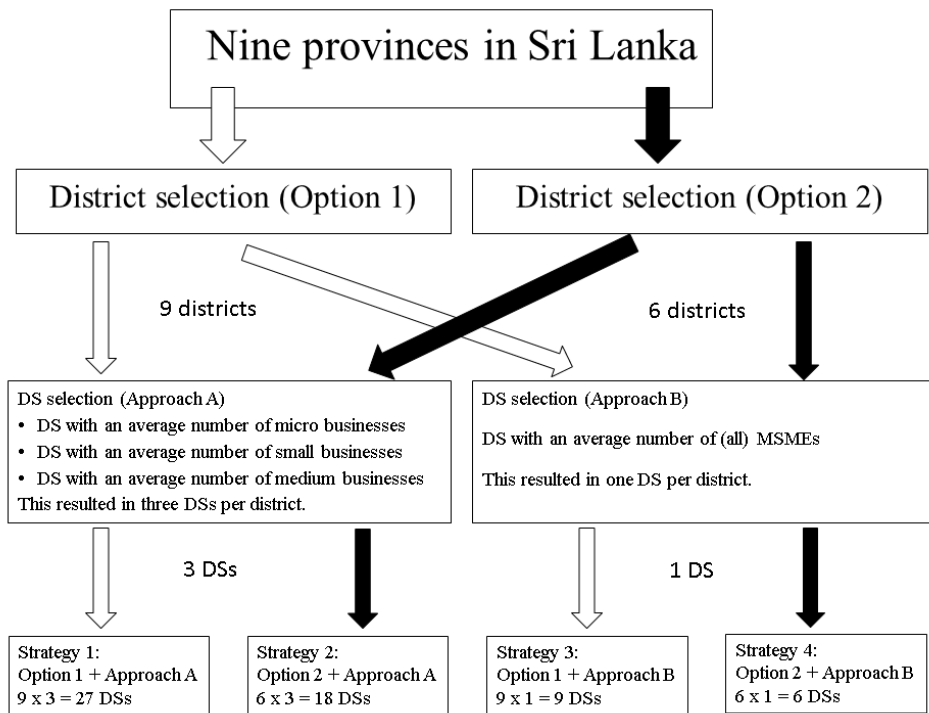 Nine provinces in Sri Lanka
District selection (Option 1)
District selection (Option 2)
9 districts
6 districts
DS selection (Approach A)
• DS with an average number of micro businesses
• DS with an average number of small businesses
• DS with an average number of medium businesses
This resulted in three DSs per district.
DS selection (Approach B)
DS with an average number of (all) MSMEs
This resulted in one DS per district.
3 DSs
1 DS
Strategy 1:
Option 1 + Approach A
9 x 3 = 27 DSs
Strategy 2:
Option 2 + Approach A
6 x 3 = 18 DSs
Strategy 3:
Option 1 + Approach B
9 x 1 = 9 DSs
Strategy 4:
Option 2 + Approach B
6 x 1 = 6 DSs